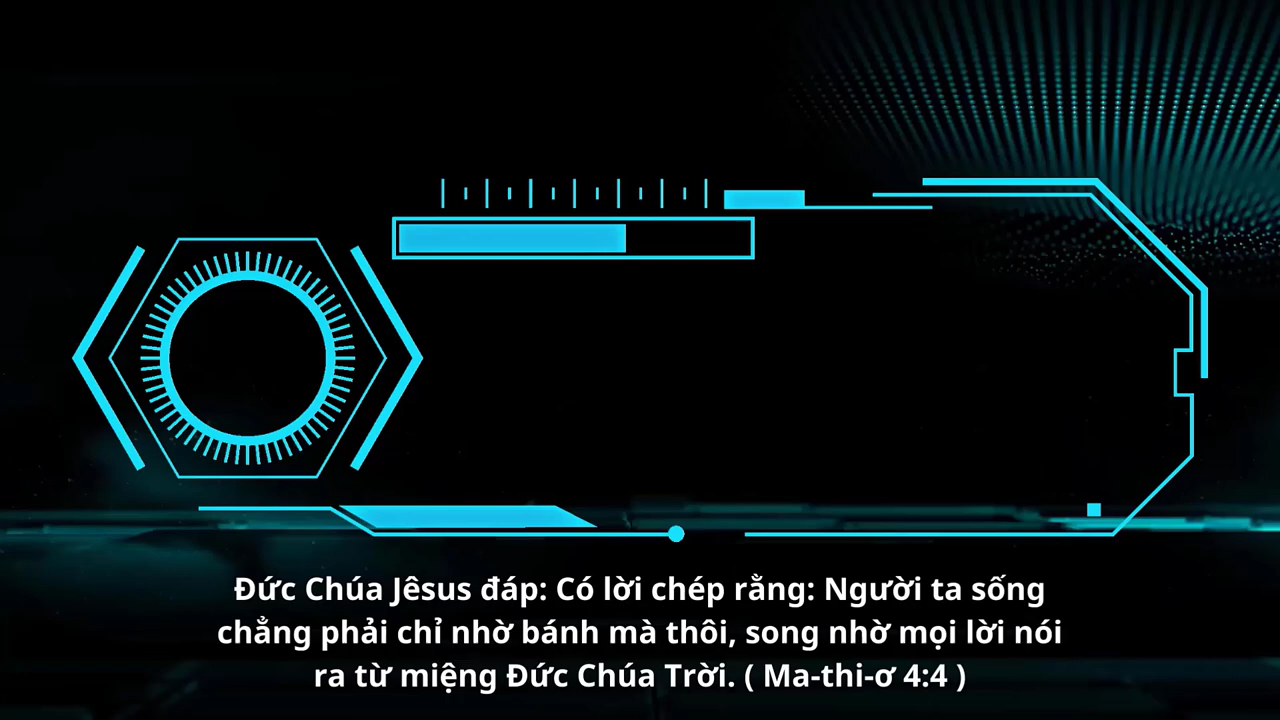 Đức Chúa Jêsus đáp: Có lời chép rằng: Người ta sống
chẳng phải chỉ nhờ bánh mà thôi, song nhờ mọi lời nói
ra từ miệng Đức Chúa Trời. ( Ma-thi-ơ 4:4 )